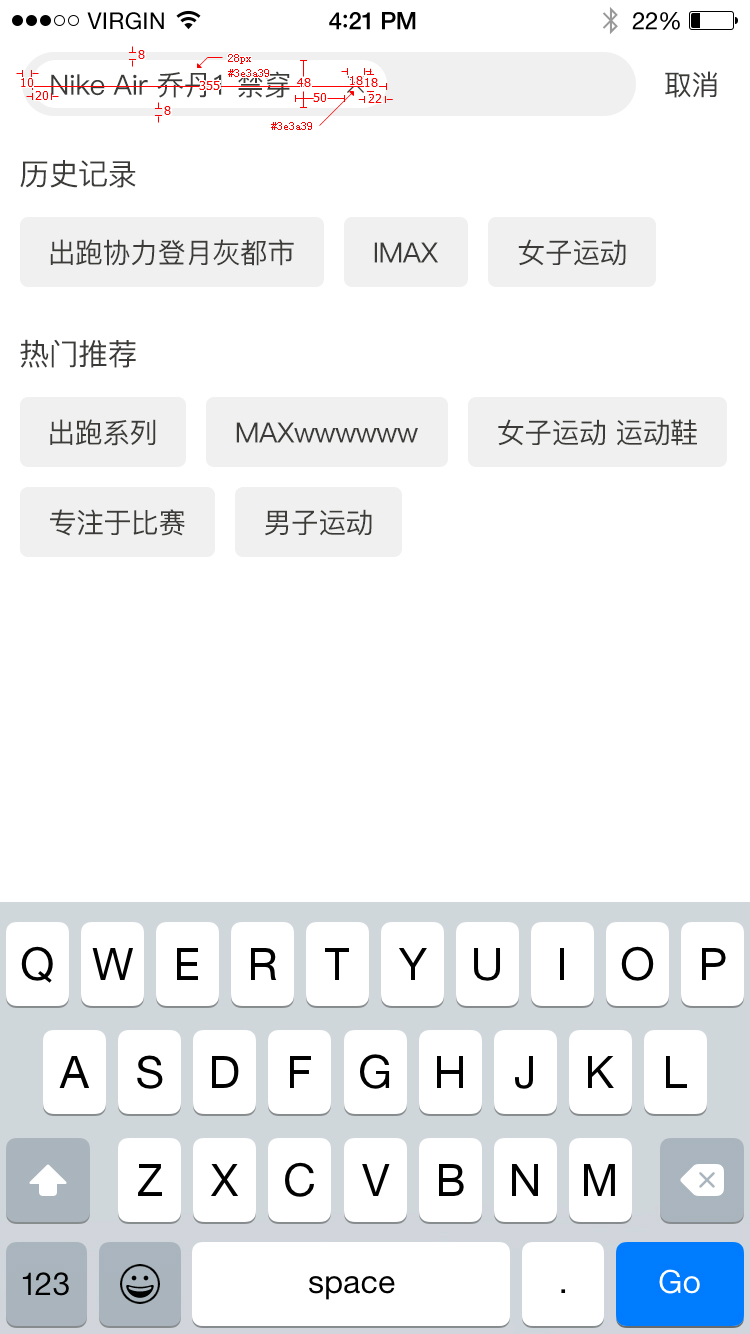 VIRGIN 4:21 PM 22%
8
28px
#3e3a39
10 Nike Air 乔丹1 禁穿 355 48 18 18 取消
20 50 22
8
#3e3a39
历史记录
出跑协力登月灰都市 IMAX 女子运动
热门推荐
出跑系列 MAXwwwwww 女子运动 运动鞋
专注于比赛 男子运动
Q W E R T Y U I O P
A S D F G H J K L
Z X C V B N M
123 space . Go